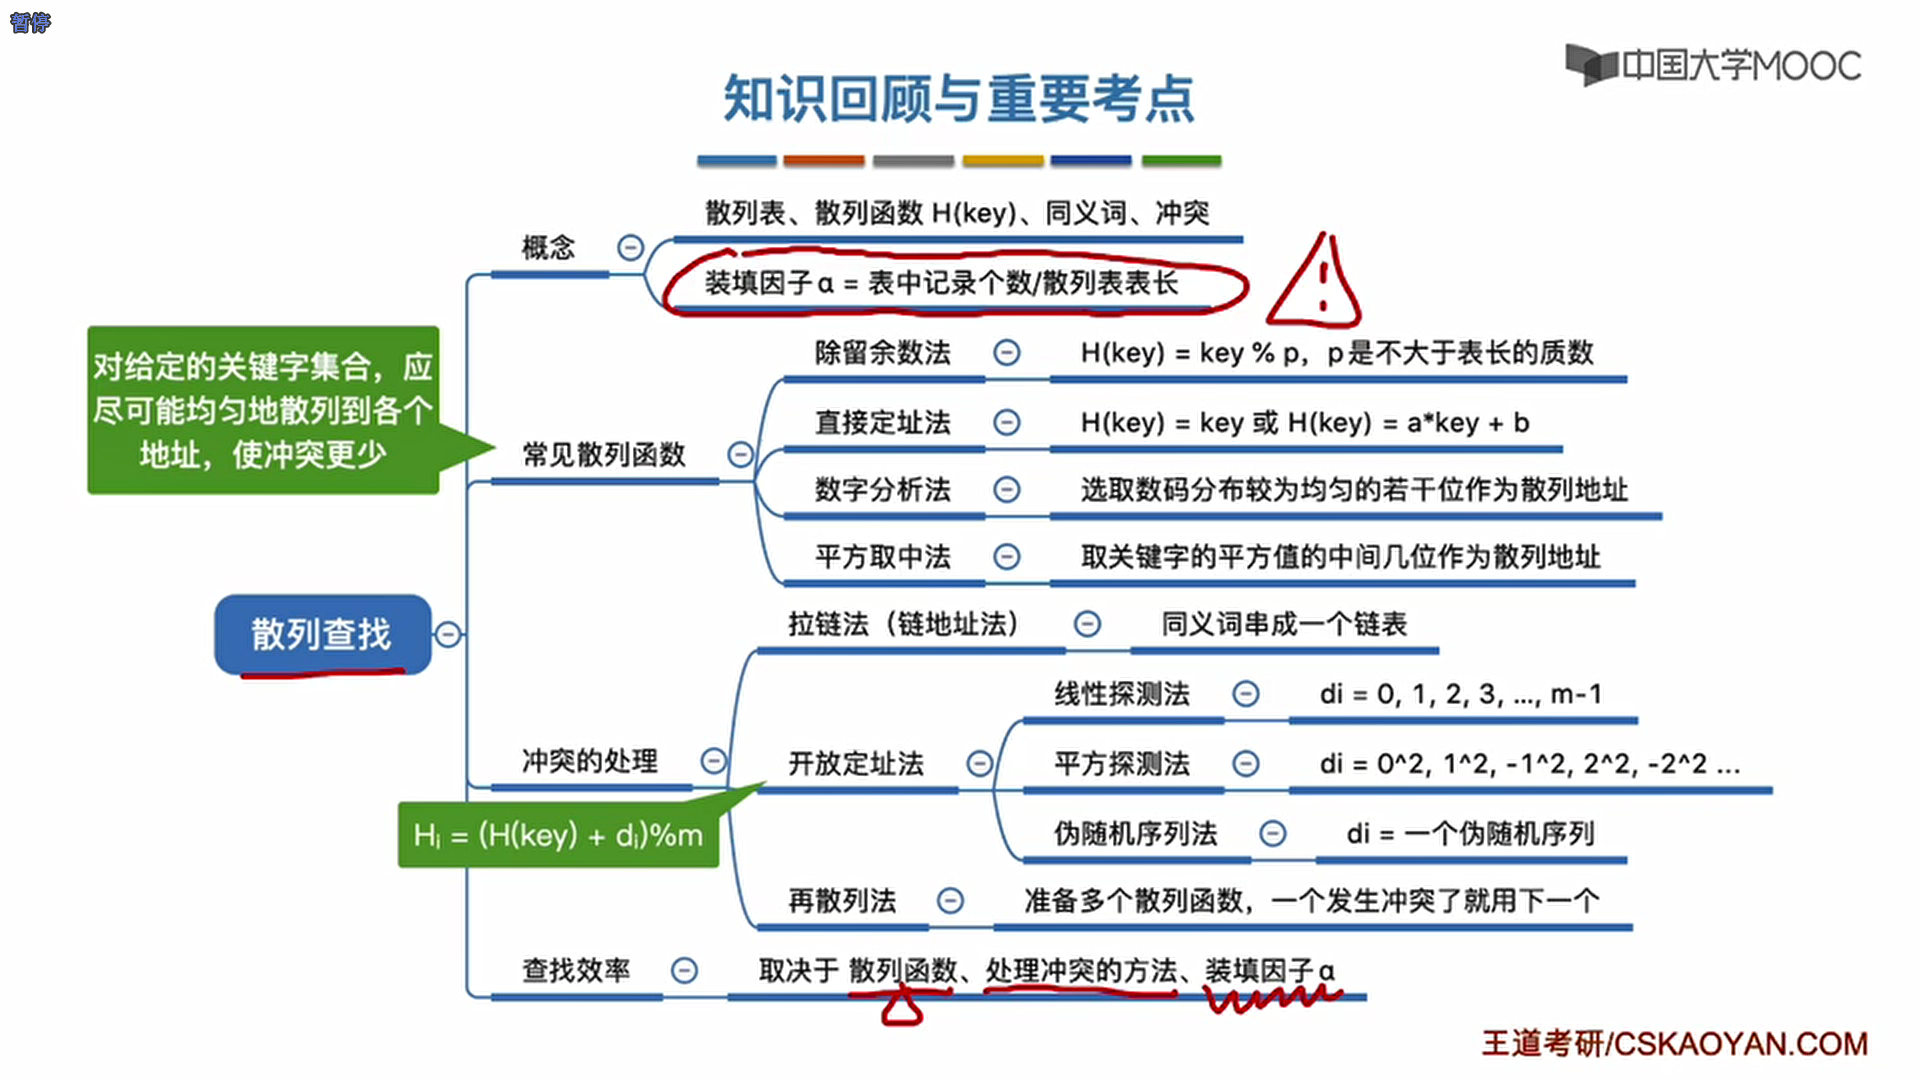 暂停
中国大学MOOC
知识回顾与重要考点
散列表、散列函数 H(key)、同义词、冲突
概念
装填因子 α = 表中记录个数/散列表表长
对给定的关键字集合，应
尽可能均匀地散列到各个
地址，使冲突更少
常见散列函数
除留余数法
H(key) = key % p，p 是不大于表长的质数
直接定址法
H(key) = key 或 H(key) = a*key + b
数字分析法
选取数码分布较为均匀的若干位作为散列地址
平方取中法
取关键字的平方值的中间几位作为散列地址
散列查找
冲突的处理
拉链法（链地址法）
同义词串成一个链表
开放定址法
Hi = (H(key) + di)%m
线性探测法
di = 0, 1, 2, 3, ..., m-1
平方探测法
di = 0^2, 1^2, -1^2, 2^2, -2^2 ...
伪随机序列法
di = 一个伪随机序列
再散列法
准备多个散列函数，一个发生冲突了就用下一个
查找效率
取决于 散列函数、处理冲突的方法、装填因子 α
王道考研/CSKAOYAN.COM